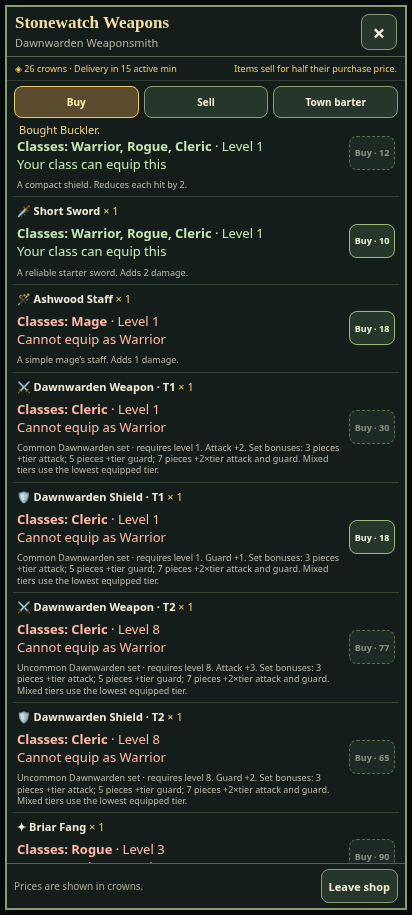 Stonewatch Weapons
Dawnwarden Weaponsmith
×
◈ 26 crowns · Delivery in 15 active min
Items sell for half their purchase price.
Buy
Sell
Town barter
Bought Buckler.
Classes: Warrior, Rogue, Cleric · Level 1
Your class can equip this
Buy · 12
A compact shield. Reduces each hit by 2.
🗡️ Short Sword × 1
Classes: Warrior, Rogue, Cleric · Level 1
Your class can equip this
Buy · 10
A reliable starter sword. Adds 2 damage.
Ashwood Staff × 1
Classes: Mage · Level 1
Cannot equip as Warrior
Buy · 18
A simple mage's staff. Adds 1 damage.
⚔️ Dawnwarden Weapon · T1 × 1
Classes: Cleric · Level 1
Cannot equip as Warrior
Buy · 30
Common Dawnwarden set · requires level 1. Attack +2. Set bonuses: 3 pieces
+tier attack; 5 pieces +tier guard; 7 pieces +2×tier attack and guard. Mixed
tiers use the lowest equipped tier.
🛡️ Dawnwarden Shield · T1 × 1
Classes: Cleric · Level 1
Cannot equip as Warrior
Buy · 18
Common Dawnwarden set · requires level 1. Guard +1. Set bonuses: 3 pieces
+tier attack; 5 pieces +tier guard; 7 pieces +2×tier attack and guard. Mixed
tiers use the lowest equipped tier.
⚔️ Dawnwarden Weapon · T2 × 1
Classes: Cleric · Level 8
Cannot equip as Warrior
Buy · 77
Uncommon Dawnwarden set · requires level 8. Attack +3. Set bonuses: 3
pieces +tier attack; 5 pieces +tier guard; 7 pieces +2×tier attack and guard.
Mixed tiers use the lowest equipped tier.
🛡️ Dawnwarden Shield · T2 × 1
Classes: Cleric · Level 8
Cannot equip as Warrior
Buy · 65
Uncommon Dawnwarden set · requires level 8. Guard +2. Set bonuses: 3
pieces +tier attack; 5 pieces +tier guard; 7 pieces +2×tier attack and guard.
Mixed tiers use the lowest equipped tier.
✦ Briar Fang × 1
Classes: Rogue · Level 3
Buy · 90
Prices are shown in crowns.
Leave shop